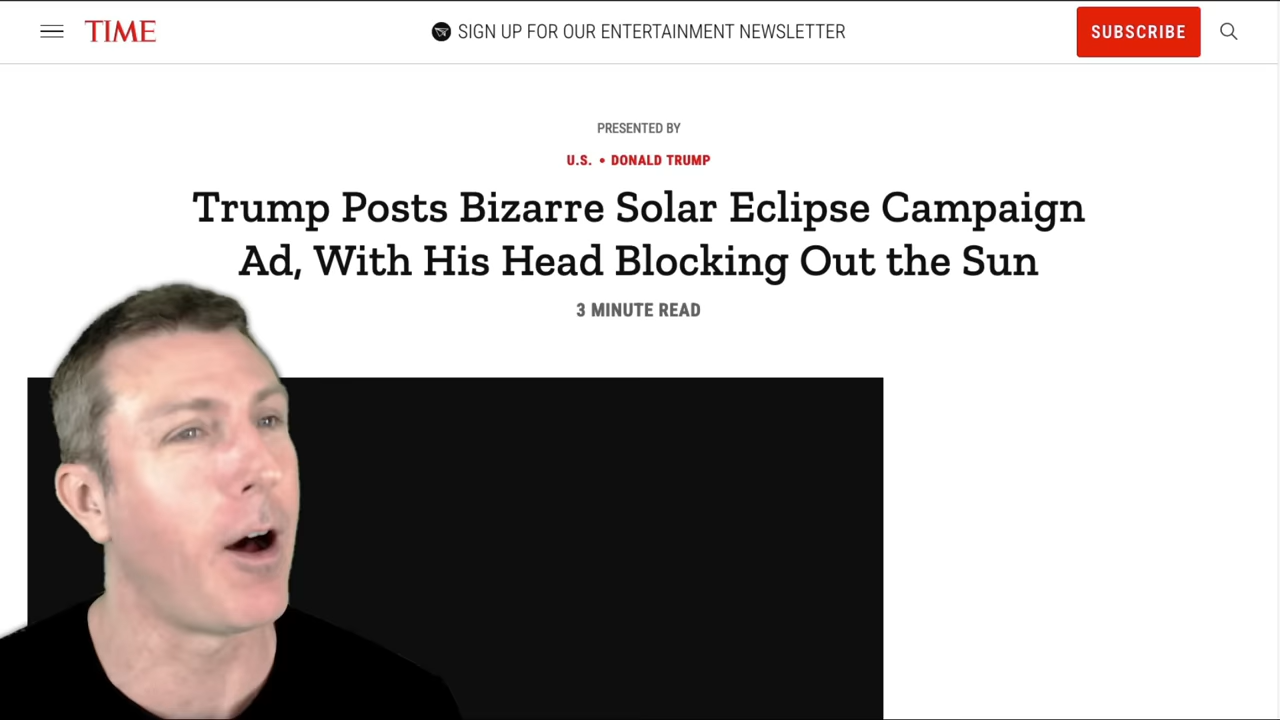 TIME
SIGN UP FOR OUR ENTERTAINMENT NEWSLETTER
SUBSCRIBE
PRESENTED BY
U.S. • DONALD TRUMP
Trump Posts Bizarre Solar Eclipse Campaign
Ad, With His Head Blocking Out the Sun
3 MINUTE READ